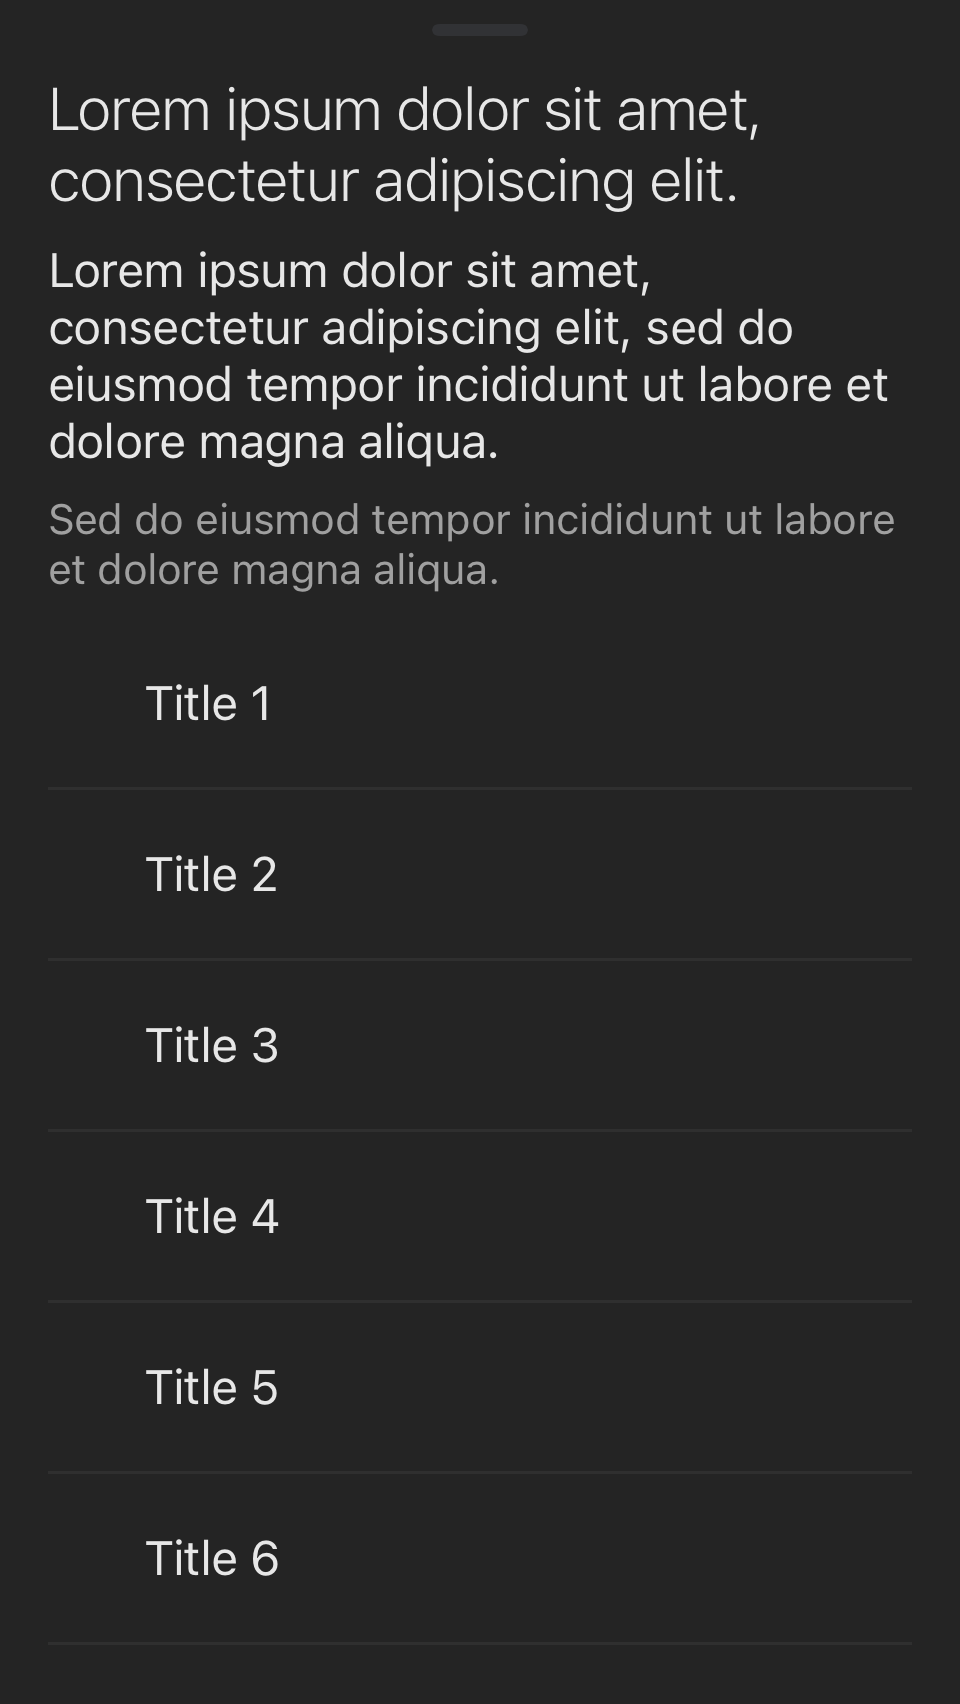 Lorem ipsum dolor sit amet,
consectetur adipiscing elit.
Lorem ipsum dolor sit amet,
consectetur adipiscing elit, sed do
eiusmod tempor incididunt ut labore et
dolore magna aliqua.
Sed do eiusmod tempor incididunt ut labore
et dolore magna aliqua.
Title 1
Title 2
Title 3
Title 4
Title 5
Title 6